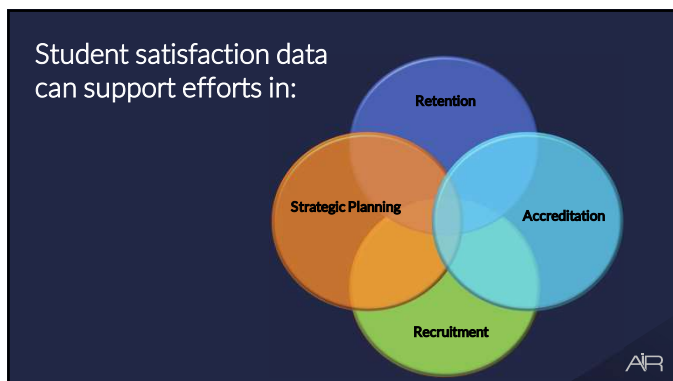 Student satisfaction data
can support efforts in:
Retention
Strategic Planning
Accreditation
Recruitment
AIR